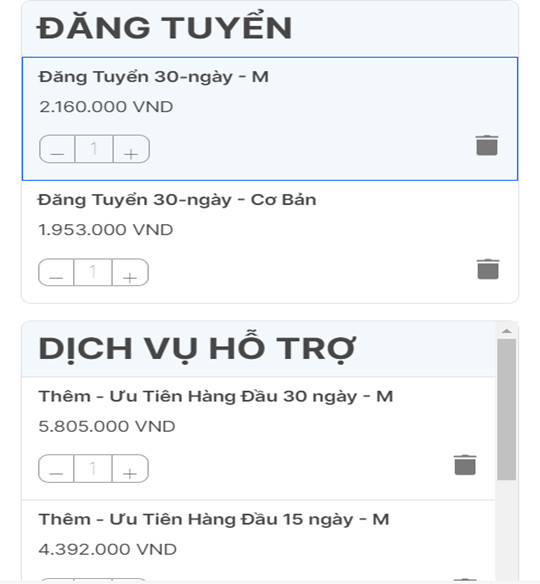 ĐĂNG TUYỂN
Đăng Tuyển 30-ngày - M
2.160.000 VND
1
Đăng Tuyển 30-ngày - Cơ Bản
1.953.000 VND
1
DỊCH VỤ HỖ TRỢ
Thêm - Ưu Tiên Hàng Đầu 30 ngày - M
5.805.000 VND
1
Thêm - Ưu Tiên Hàng Đầu 15 ngày - M
4.392.000 VND